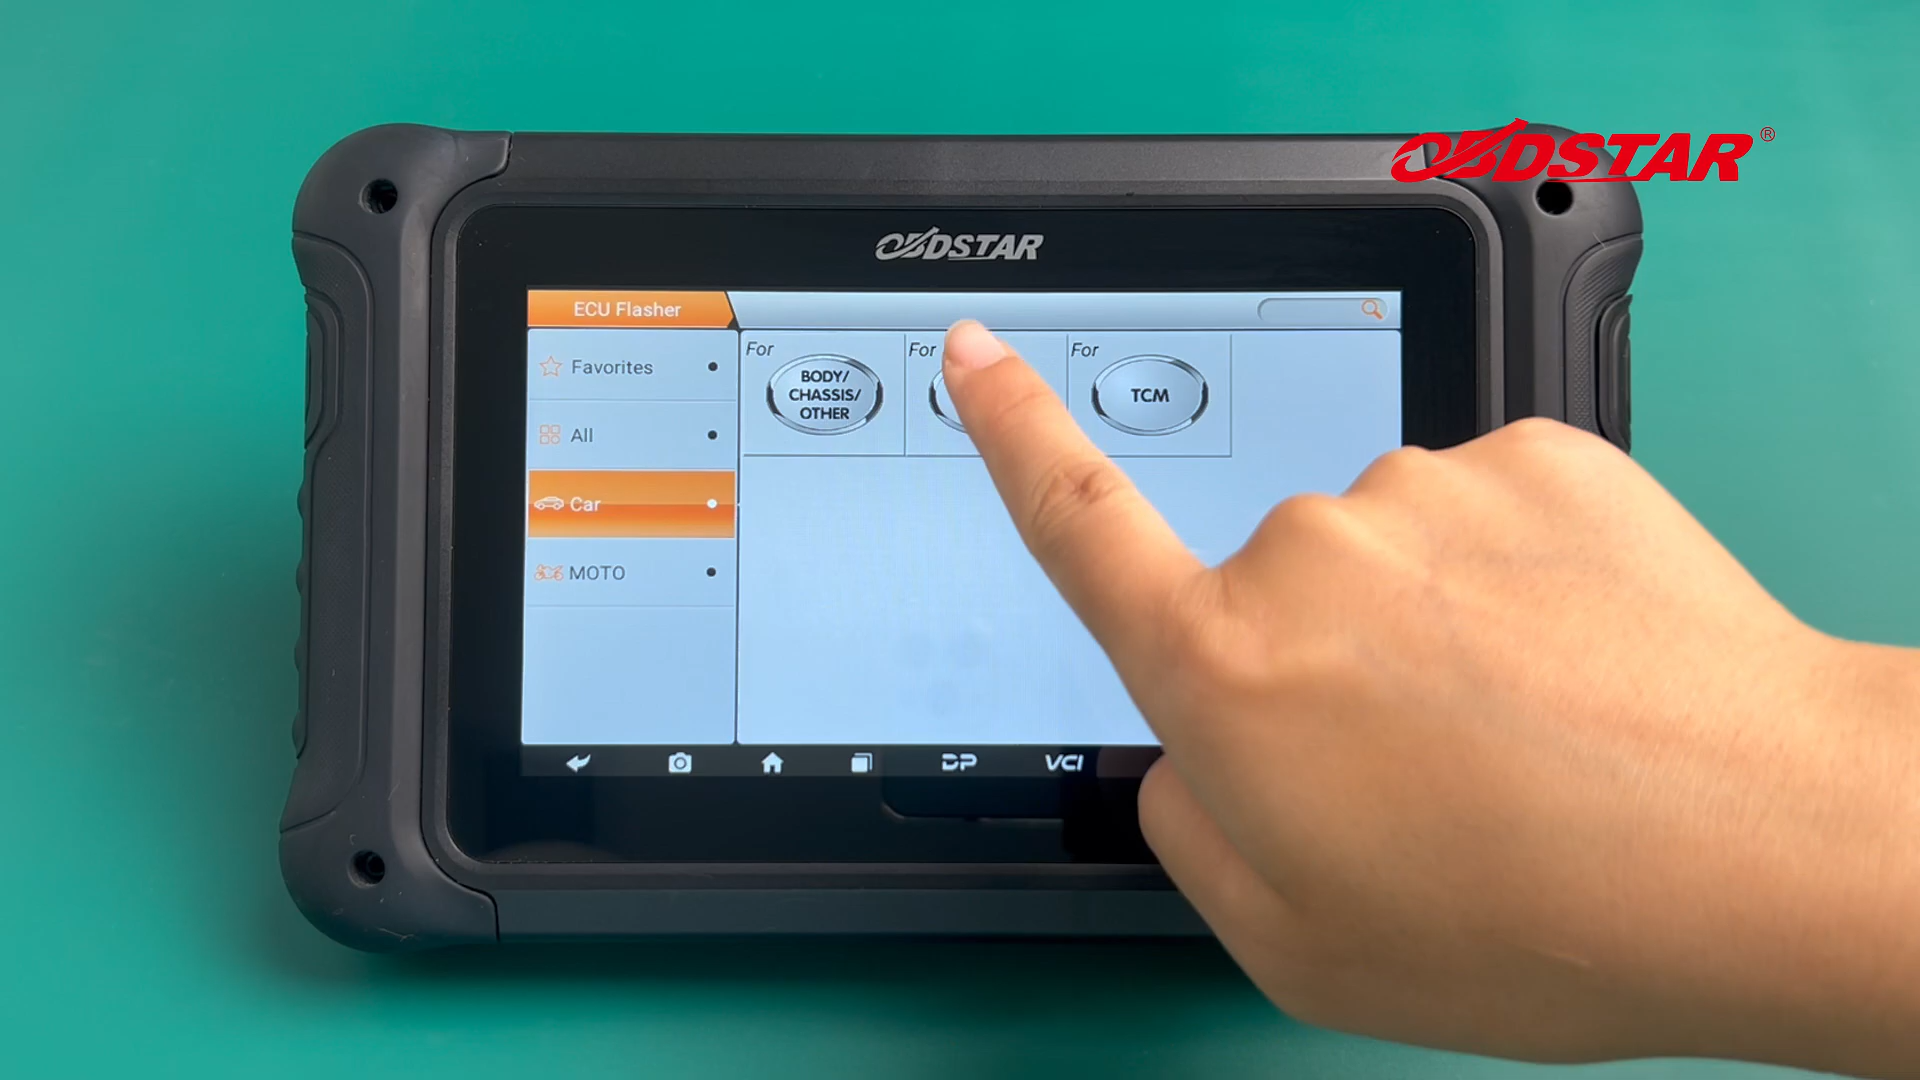 OBDSTAR®
OBDSTAR
ECU Flasher
Favorites
All
Car
MOTO
For
BODY/
CHASSIS/
OTHER
For
For
TCM
DP
VCI